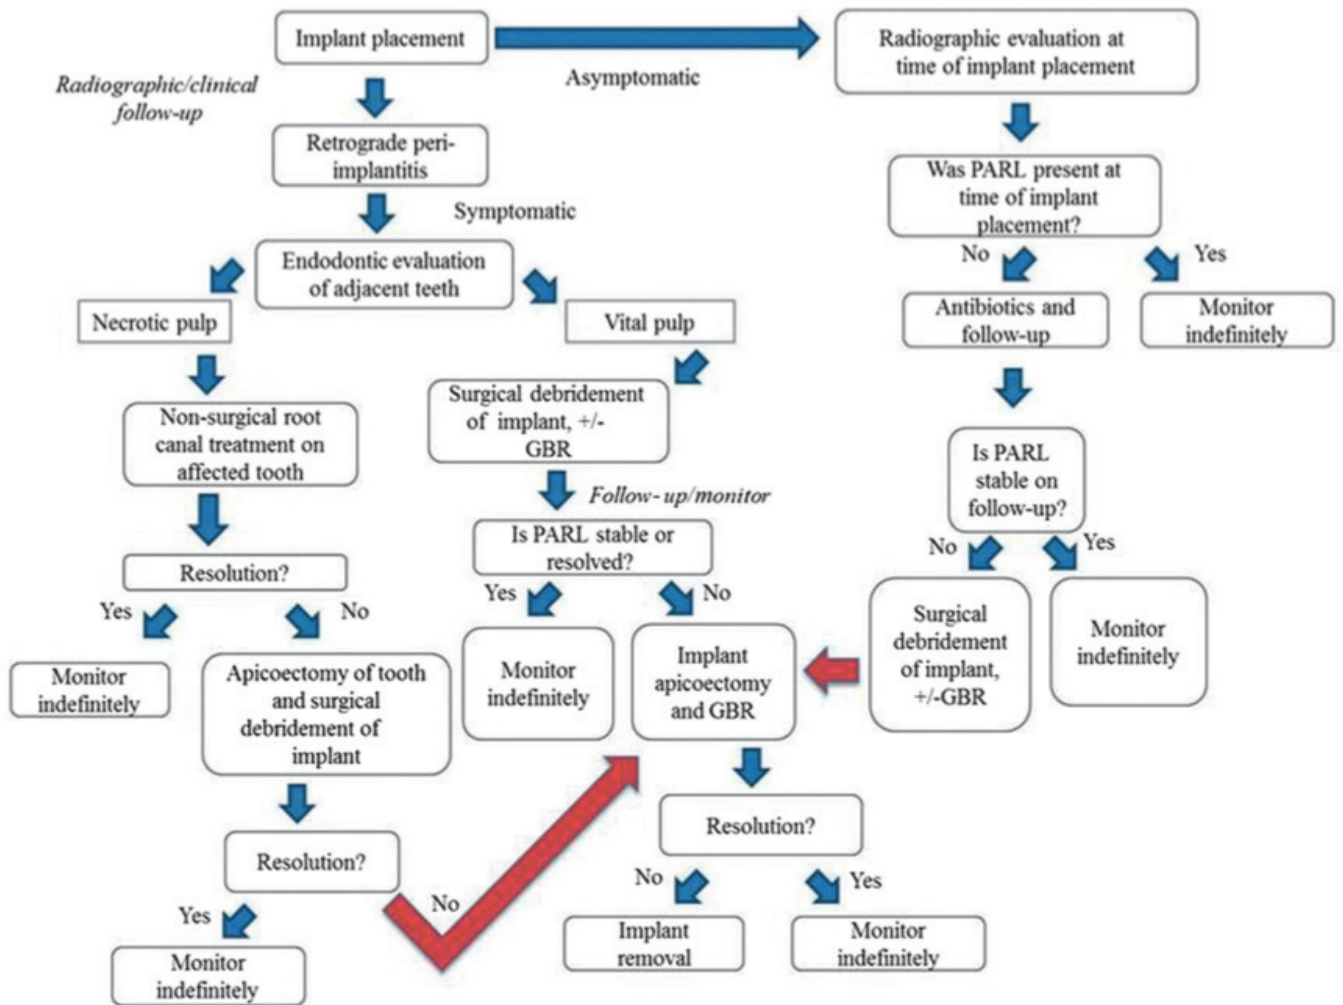 Implant placement
Asymptomatic
Radiographic evaluation at
time of implant placement
Radiographic/clinical
follow-up
Retrograde peri-
implantitis
Symptomatic
Was PARL present at
time of implant
placement?
No
Yes
Endodontic evaluation
of adjacent teeth
Necrotic pulp
Vital pulp
Antibiotics and
follow-up
Monitor
indefinitely
Non-surgical root
canal treatment on
affected tooth
Surgical debridement
of implant, +/-
GBR
Follow-up/monitor
Is PARL
stable on
follow-up?
Is PARL stable or
resolved?
No
Yes
Resolution?
Yes
No
Yes
No
Monitor
indefinitely
Apicoectomy of tooth
and surgical
debridement of
implant
Monitor
indefinitely
Implant
apicoectomy
and GBR
Surgical
debridement
of implant,
+/-GBR
Monitor
indefinitely
Resolution?
Resolution?
Yes
No
No
Yes
Monitor
indefinitely
Implant
removal
Monitor
indefinitely